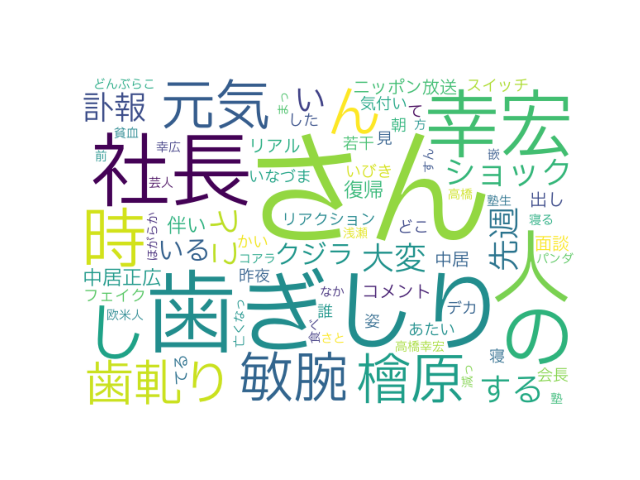 どんぶらこ
貧血
訃報
元気
まっ
い
した
ん
ニッポン放送
スイッチ
気付い
て
幸宏
朝
方
前
幸広
社長
芸人
リアル
いなづま
さん
若干
見
いびき
復帰
ショック
すん
嵌
高橋
塾生
出し
寝る
時
ほがらか
伴い
いる
かい
コアラ
リアクション
浅瀬
クジラ
どこ
大変
中居
先週
人
面談
パンダ
の
中居正広
フェイク
欧米人
昨夜
なか
誰
コメント
デカ
し
歯ぎしり
亡くなっ
食べ
さと
姿
あたい
高橋幸宏
寝
歯軋り
てる
敏腕
檜原
減っ
する
会長
塾